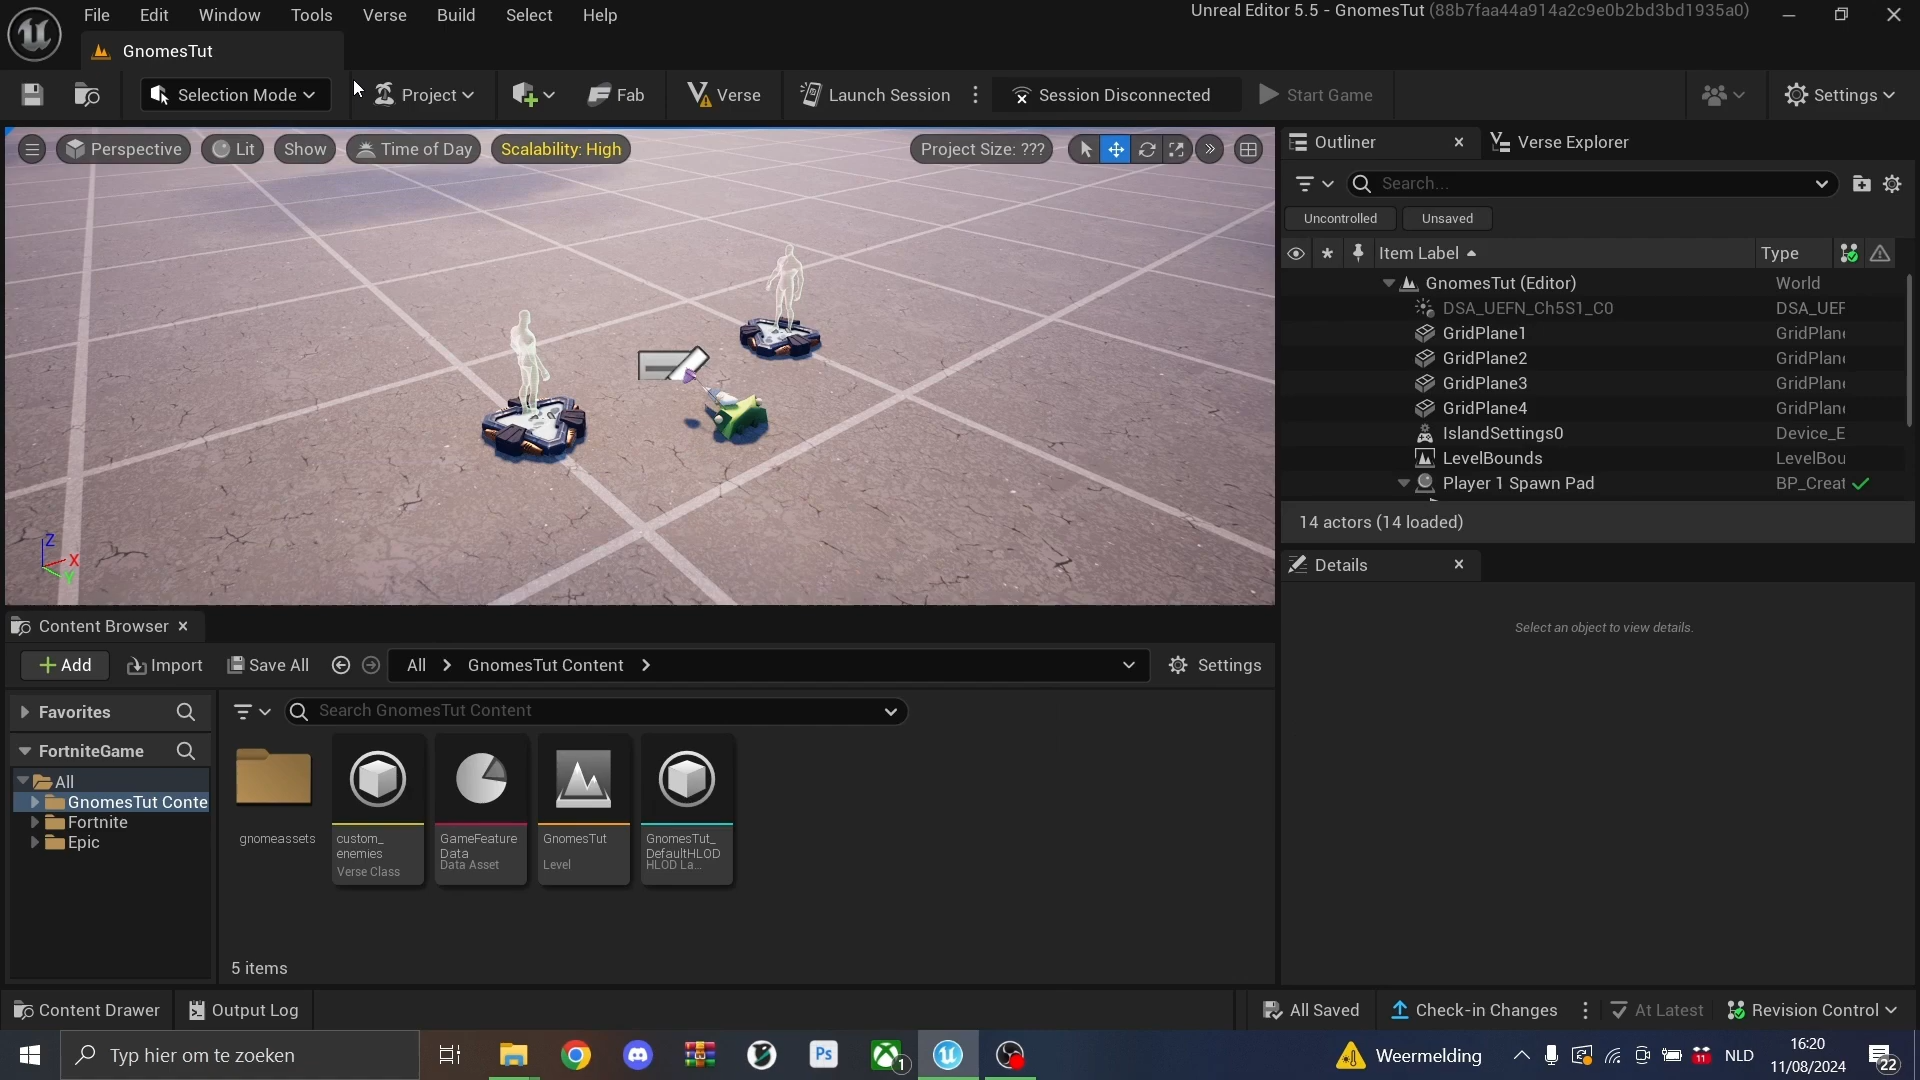 File Edit Window Tools Verse Build Select Help
Unreal Editor 5.5 - GnomesTut (88b7faa44a914a2c9e0b2bd3bd1935a0)
GnomesTut
Selection Mode Project Fab Verse Launch Session Session Disconnected Start Game Settings
Perspective Lit Show Time of Day Scalability: High Project Size: ???
Z
X
Y
Outliner Verse Explorer
Search...
Uncontrolled Unsaved
Item Label Type
GnomesTut (Editor) World
DSA_UEFN_Ch5S1_C0 DSA_UEF
GridPlane1 GridPlan
GridPlane2 GridPlan
GridPlane3 GridPlan
GridPlane4 GridPlan
IslandSettings0 Device_E
LevelBounds LevelBou
Player 1 Spawn Pad BP_Creat
14 actors (14 loaded)
Details
Select an object to view details.
Content Browser
Add Import Save All All GnomesTut Content Settings
Favorites
Search GnomesTut Content
FortniteGame
All
GnomesTut Conte
Fortnite
Epic
gnomeassets
custom_
enemies
Verse Class
GameFeature
Data
Data Asset
GnomesTut
Level
GnomesTut_
DefaultHLOD
HLOD La...
5 items
Content Drawer Output Log All Saved Check-in Changes At Latest Revision Control
Typ hier om te zoeken
Ps
1
Weermelding
11
NLD
16:20
11/08/2024
22